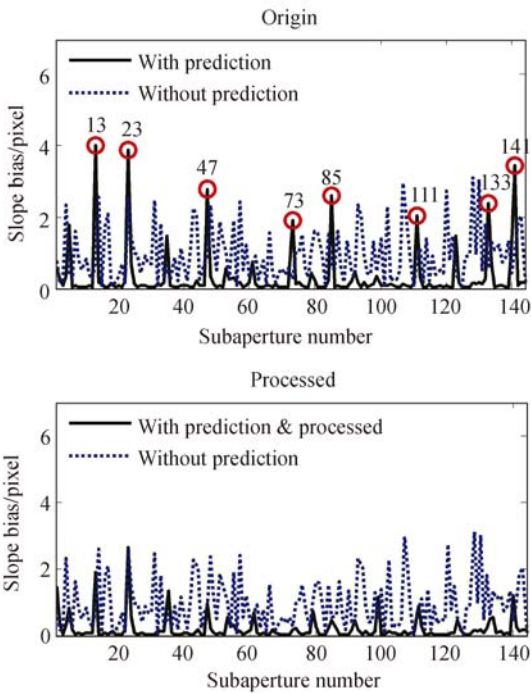 Origin
6
4
2
0
Slope bias/pixel
With prediction
Without prediction
13
23
47
73
85
111
133
141
20 40 60 80 100 120 140
Subaperture number
Processed
6
4
2
0
Slope bias/pixel
With prediction & processed
Without prediction
20 40 60 80 100 120 140
Subaperture number